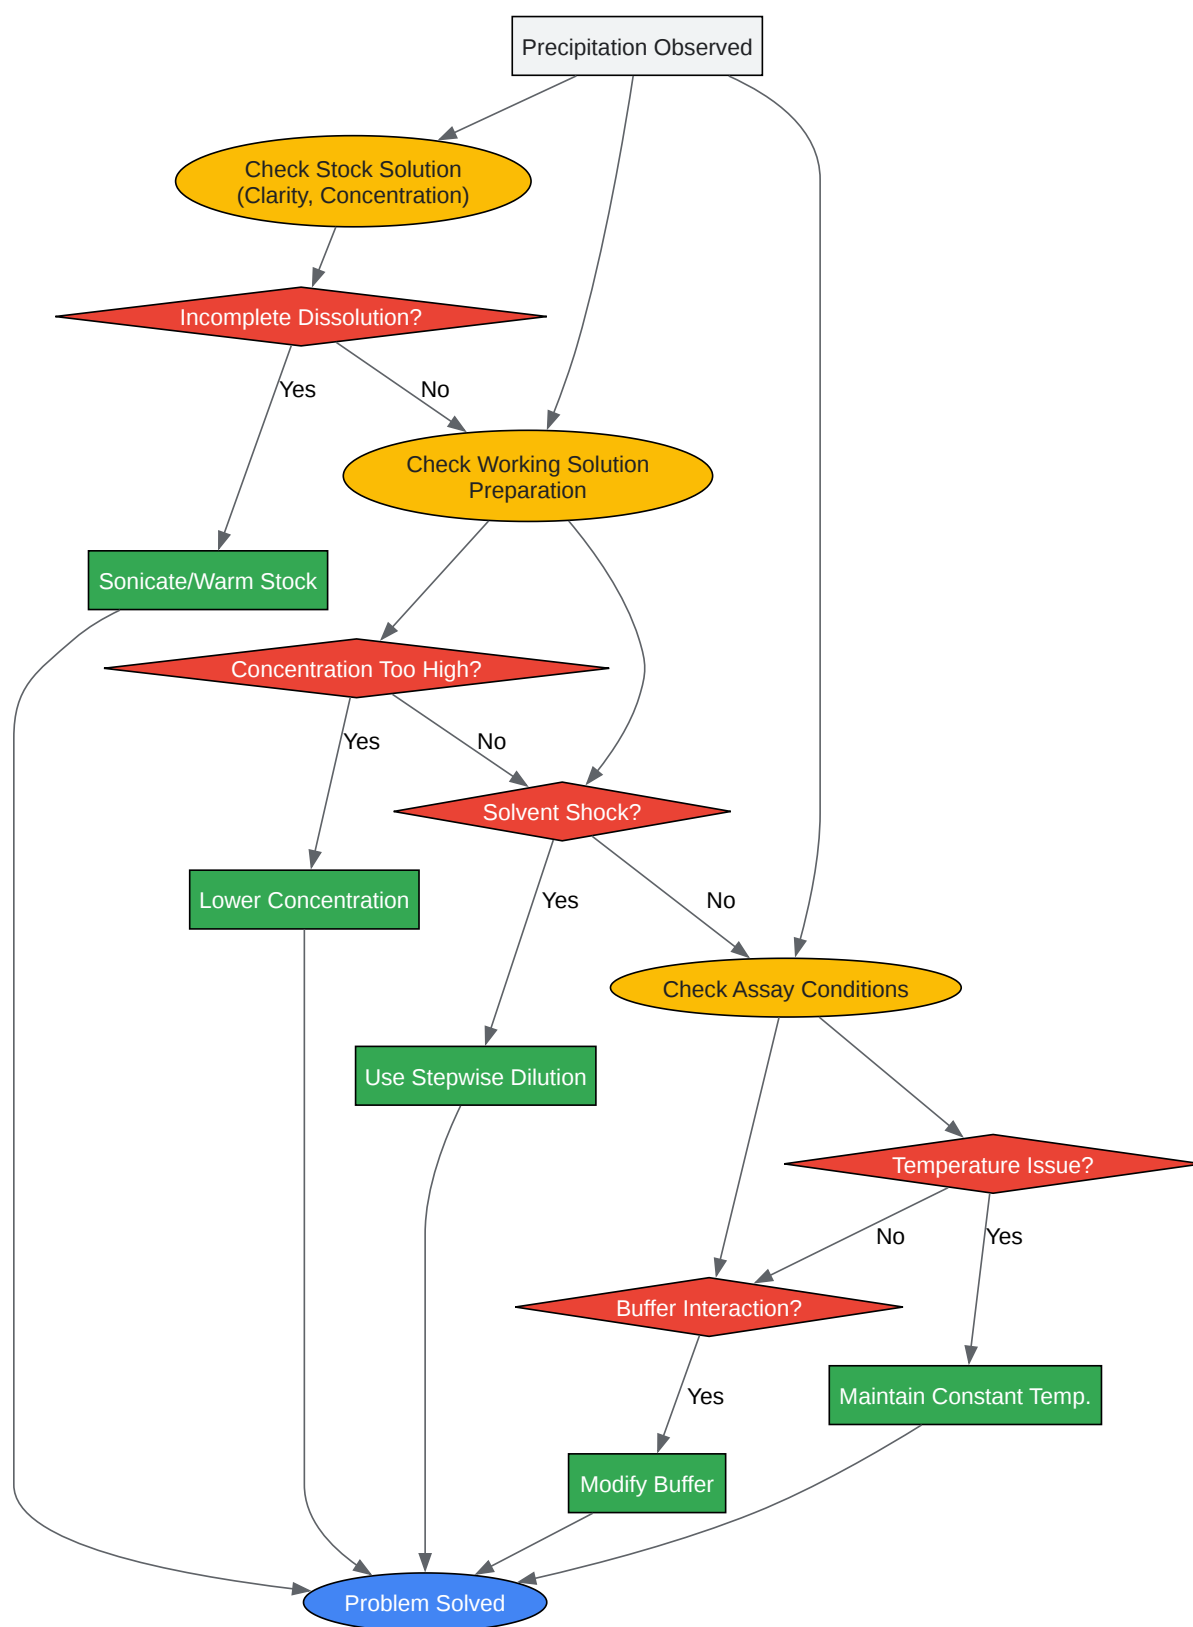 Precipitation Observed
Check Stock Solution
(Clarity, Concentration)
Incomplete Dissolution?
Yes
No
Check Working Solution
Preparation
Sonicate/Warm Stock
Concentration Too High?
Yes
No
Solvent Shock?
Lower Concentration
Yes
No
Check Assay Conditions
Use Stepwise Dilution
Temperature Issue?
No
Yes
Buffer Interaction?
Yes
Maintain Constant Temp.
Modify Buffer
Problem Solved